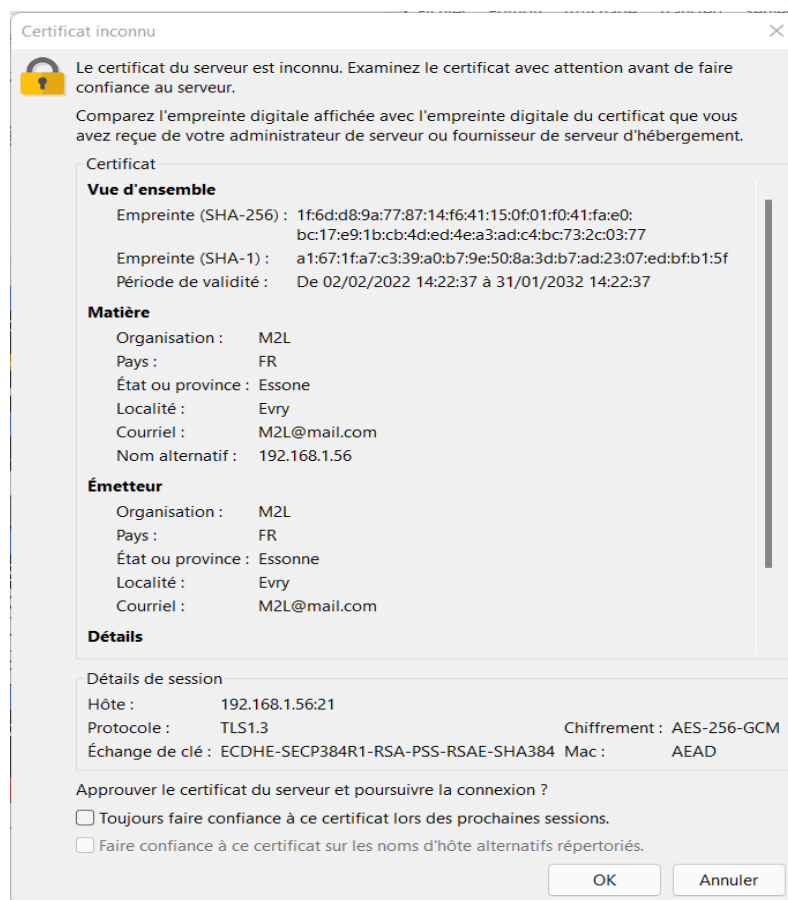 Certificat inconnu
Le certificat du serveur est inconnu. Examinez le certificat avec attention avant de faire
confiance au serveur.
Comparez l'empreinte digitale affichée avec l'empreinte digitale du certificat que vous
avez reçue de votre administrateur de serveur ou fournisseur de serveur d'hébergement.
Certificat
Vue d'ensemble
Empreinte (SHA-256) : 1f:6d:d8:9a:77:87:14:f6:41:15:0f:01:f0:41:fa:e0:
bc:17:e9:1b:cb:4d:ed:4e:a3:ad:c4:bc:73:2c:03:77
Empreinte (SHA-1) : a1:67:1f:a7:c3:39:a0:b7:9e:50:8a:3d:b7:ad:23:07:ed:bf:b1:5f
Période de validité : De 02/02/2022 14:22:37 à 31/01/2032 14:22:37
Matière
Organisation : M2L
Pays : FR
État ou province : Essone
Localité : Evry
Courriel : M2L@mail.com
Nom alternatif : 192.168.1.56
Émetteur
Organisation : M2L
Pays : FR
État ou province : Essonne
Localité : Evry
Courriel : M2L@mail.com
Détails
Détails de session
Hôte : 192.168.1.56:21
Protocole : TLS1.3 Chiffrement : AES-256-GCM
Échange de clé : ECDHE-SECP384R1-RSA-PSS-RSAE-SHA384 Mac : AEAD
Approuver le certificat du serveur et poursuivre la connexion ?
Toujours faire confiance à ce certificat lors des prochaines sessions.
Faire confiance à ce certificat sur les noms d'hôte alternatifs répertoriés.
OK Annuler